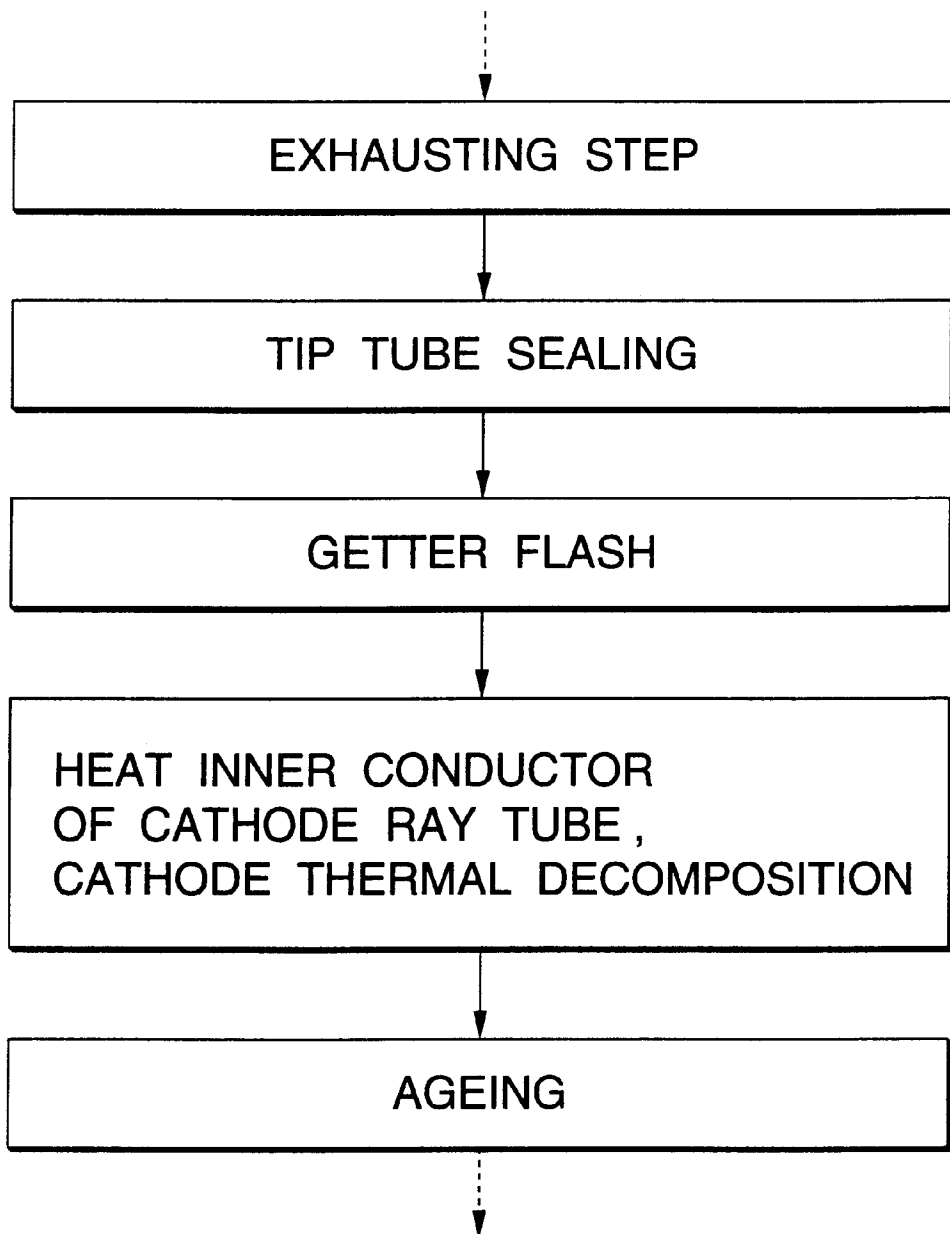 EXHAUSTING STEP
TIP TUBE SEALING
GETTER FLASH
HEAT INNER CONDUCTOR
OF CATHODE RAY TUBE ,
CATHODE THERMAL DECOMPOSITION
AGEING